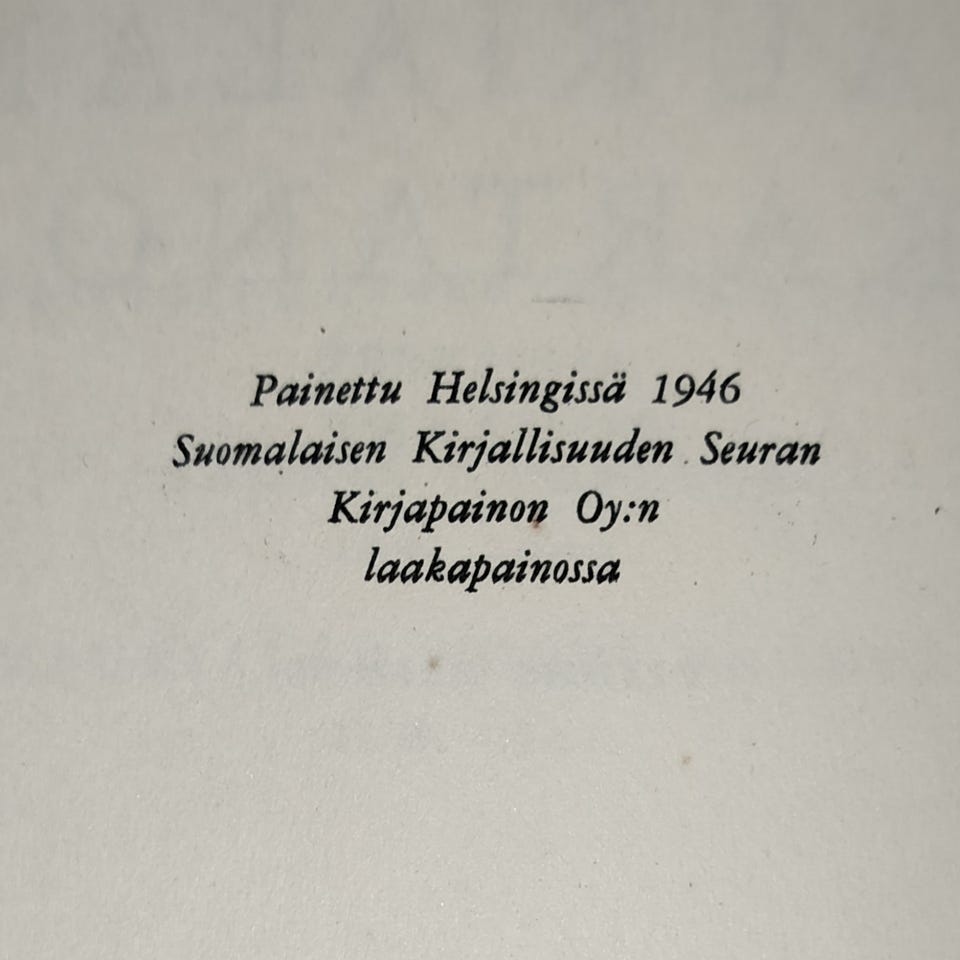 Painettu Helsingissä 1946
Suomalaisen Kirjallisuuden Seuran
Kirjapainon Oy:n
laakapainossa